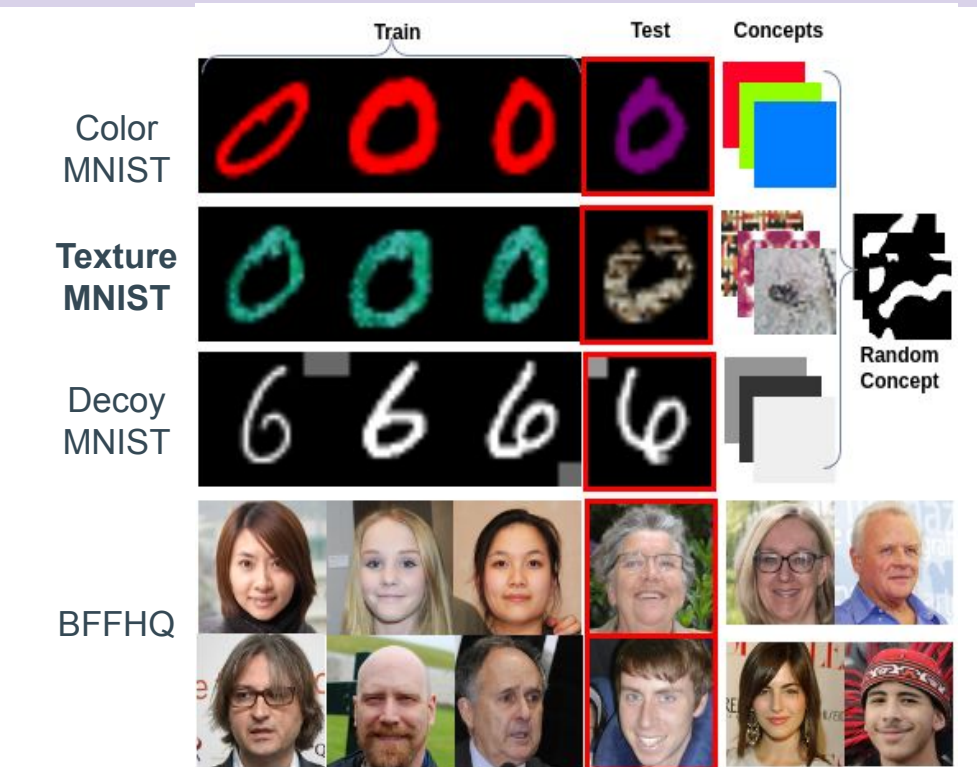 Train
Test
Concepts
Color
MNIST
Texture
MNIST
Random
Concept
Decoy
MNIST
BFFHQ